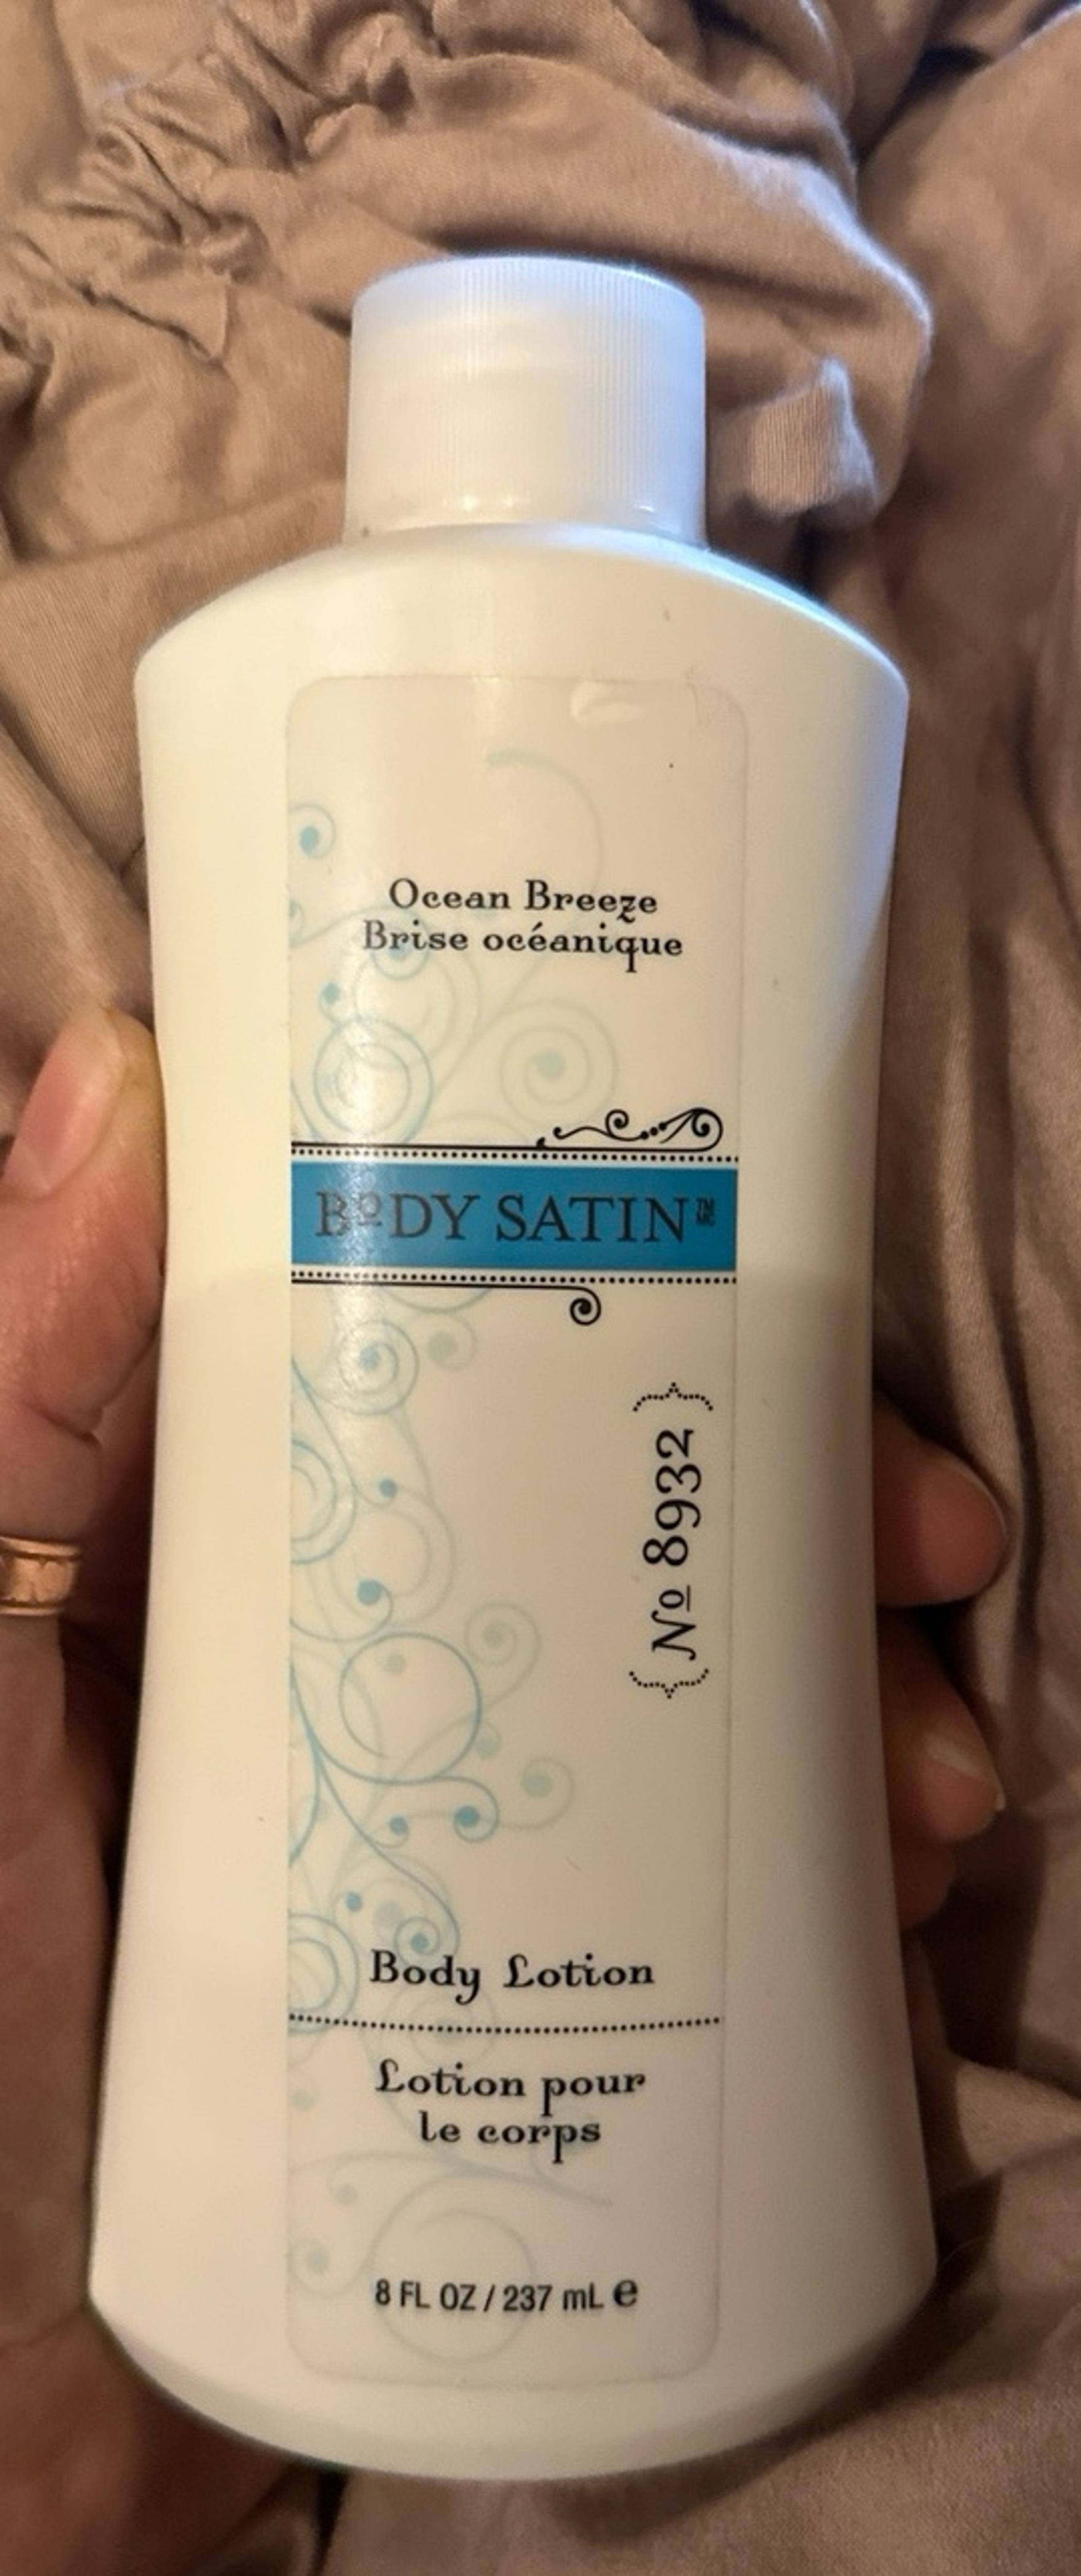 Ocean Breeze
Brise océanique
BODY SATIN™
MC
{ № 8932 }
Body Lotion
Lotion pour
le corps
8 FL OZ / 237 mL ℮